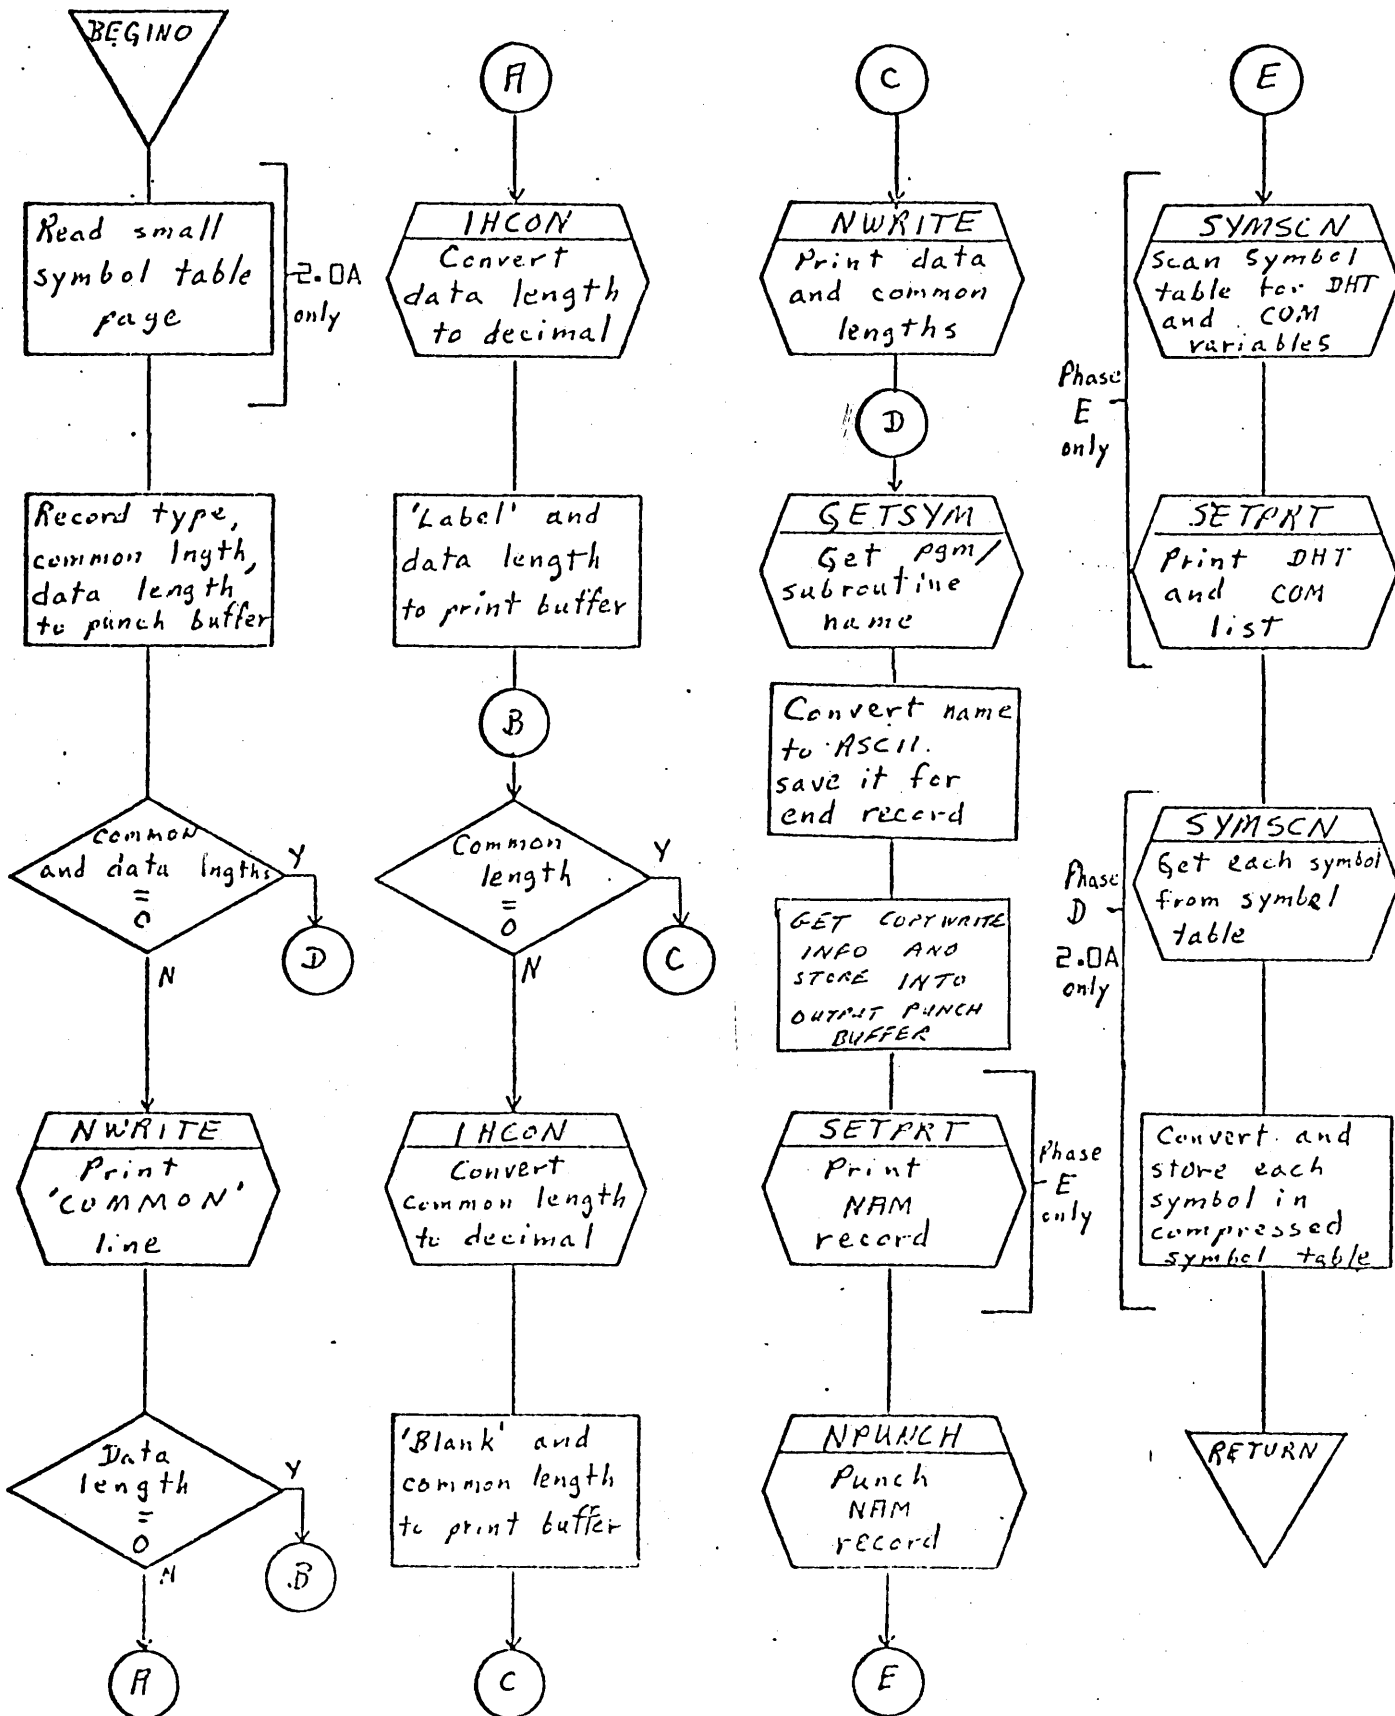 BEGINO
Read small
symbol table
page
2.0A
only
Record type,
common lngth,
data length
to punch buffer
Common
and data lngths
=
0
Y
D
N
NWRITE
Print
'COMMON'
line
Data
length
=
0
Y
B
N
A
A
IHCON
Convert
data length
to decimal
'Label' and
data length
to print buffer
B
Common
length
=
0
Y
C
N
IHCON
Convert
common length
to decimal
'Blank' and
common length
to print buffer
C
C
NWRITE
Print data
and common
lengths
D
GETSYM
Get pgm/
subroutine
name
Convert name
to ASCII.
save it for
end record
GET COPYWRITE
INFO AND
STORE INTO
OUTPUT PUNCH
BUFFER
SETPRT
Print
NAM
record
Phase
E
only
NPUNCH
Punch
NAM
record
E
E
SYMSCN
Scan symbol
table for DHT
and COM
variables
Phase
E
only
SETPRT
Print DHT
and COM
list
SYMSCN
Get each symbol
from symbol
table
Phase
D
2.0A
only
Convert and
store each
symbol in
compressed
symbol table
RETURN